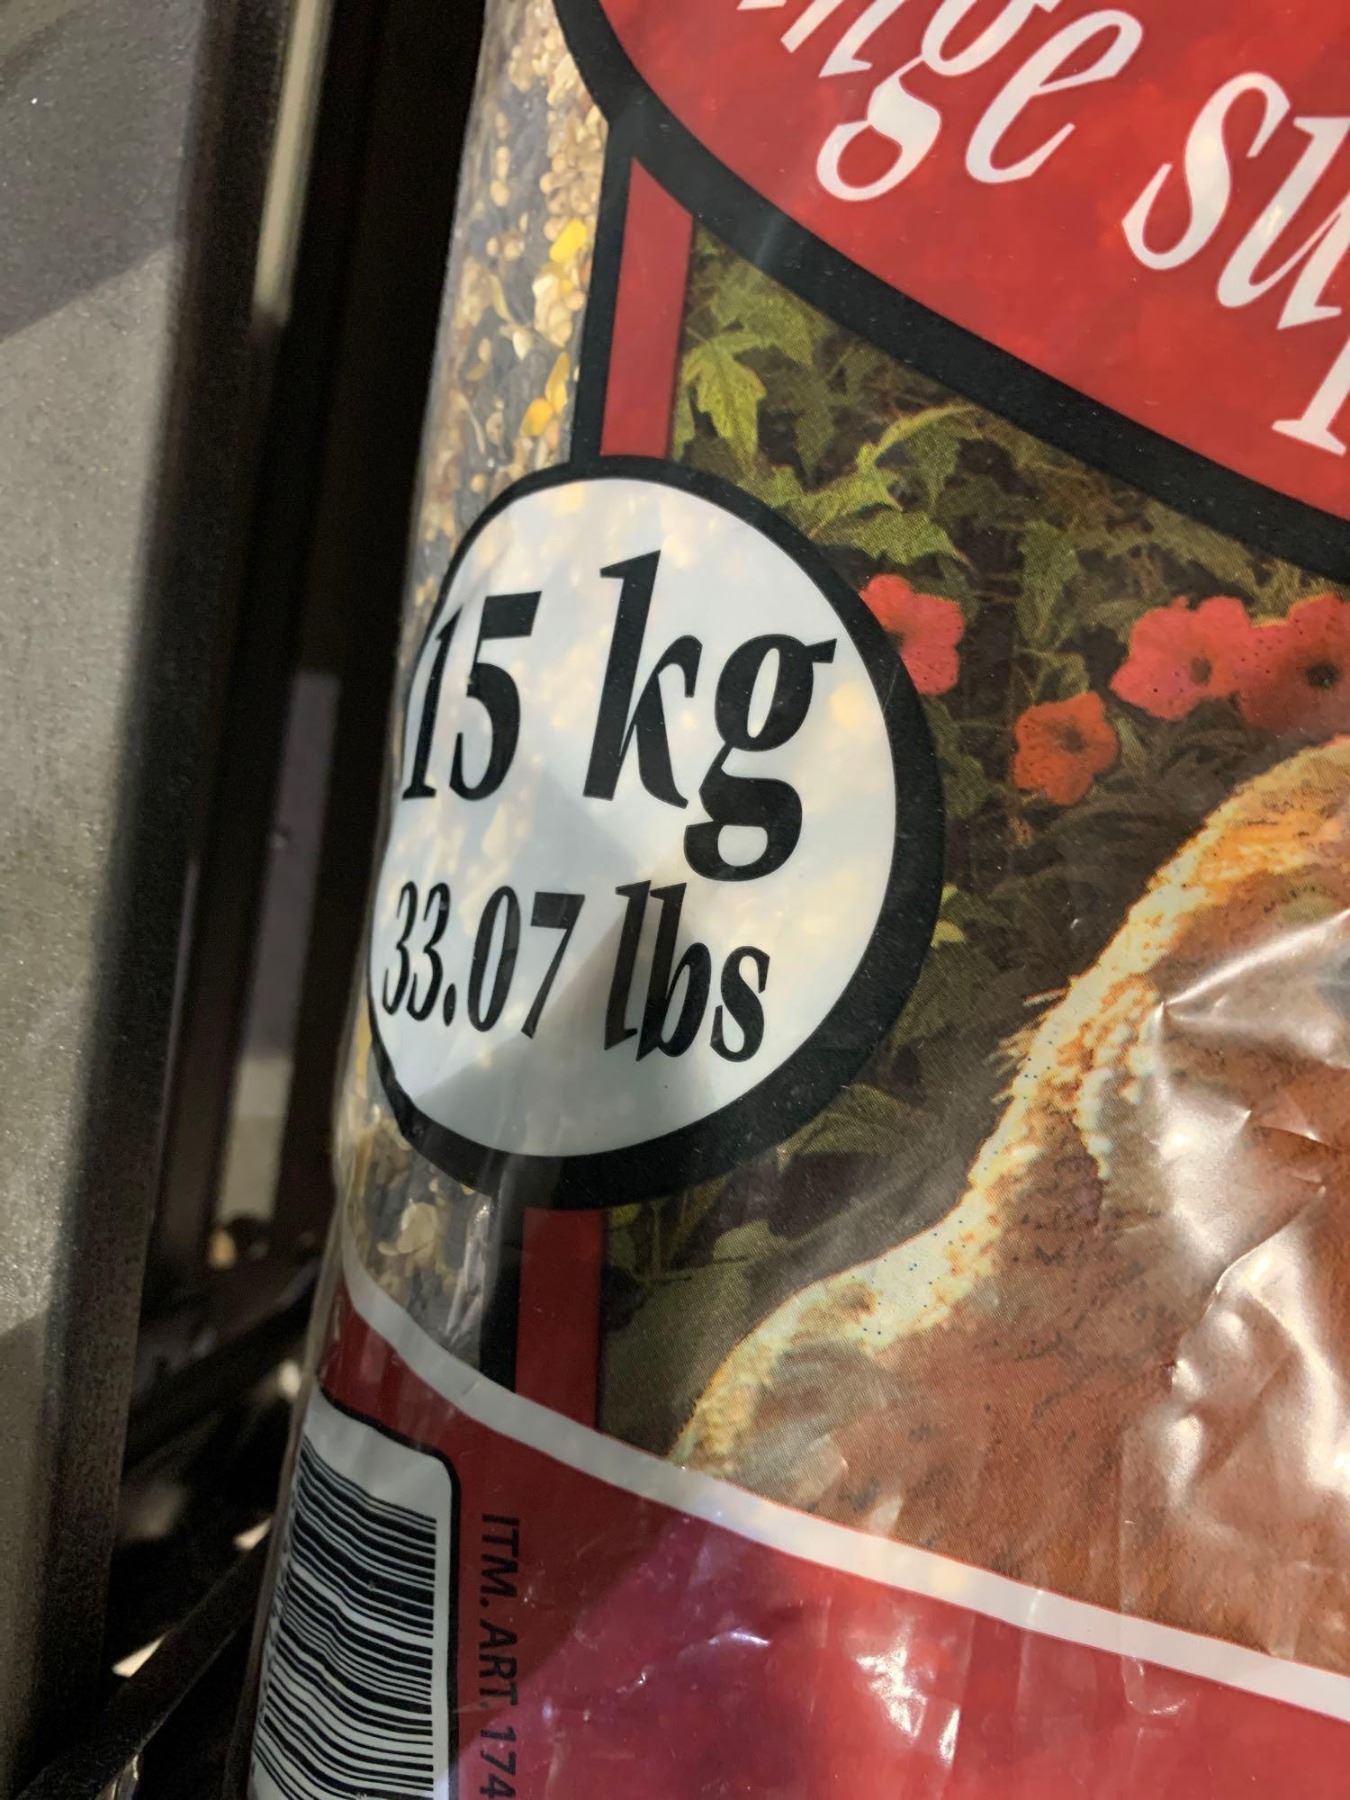 15 kg
33.07 lbs
ITM. ART. 174